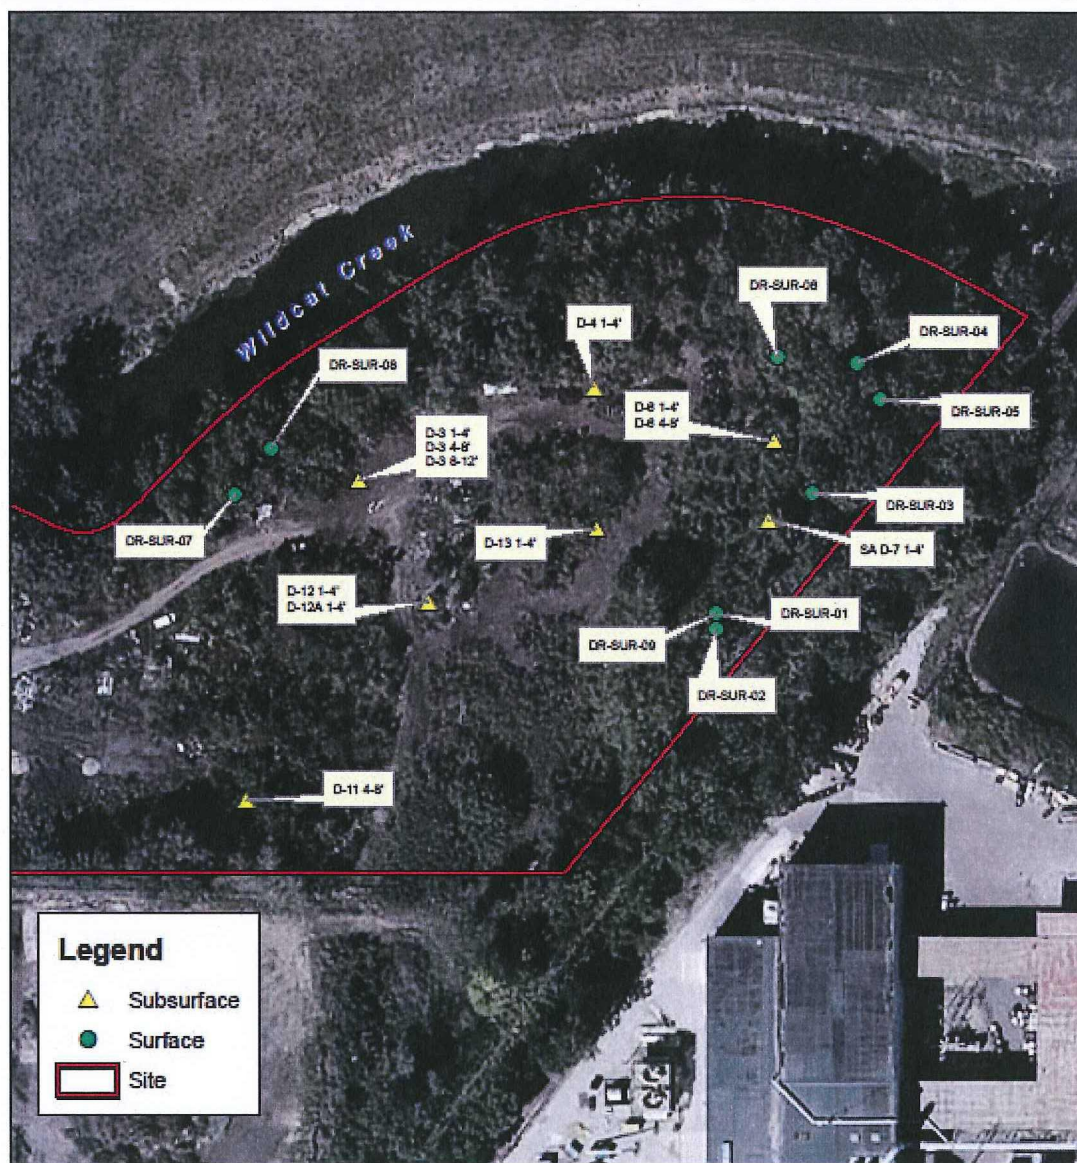 Wildcat Creek
DR-SUR-06
D-4 1-4'
DR-SUR-04
DR-SUR-08
D-6 1-4'
D-6 4-8'
DR-SUR-05
D-3 1-4'
D-3 4-8'
D-3 8-12'
DR-SUR-03
DR-SUR-07
D-13 1-4'
SA D-7 1-4'
D-12 1-4'
D-12A 1-4'
DR-SUR-01
DR-SUR-09
DR-SUR-02
D-11 4-8'
Legend
Subsurface
Surface
Site